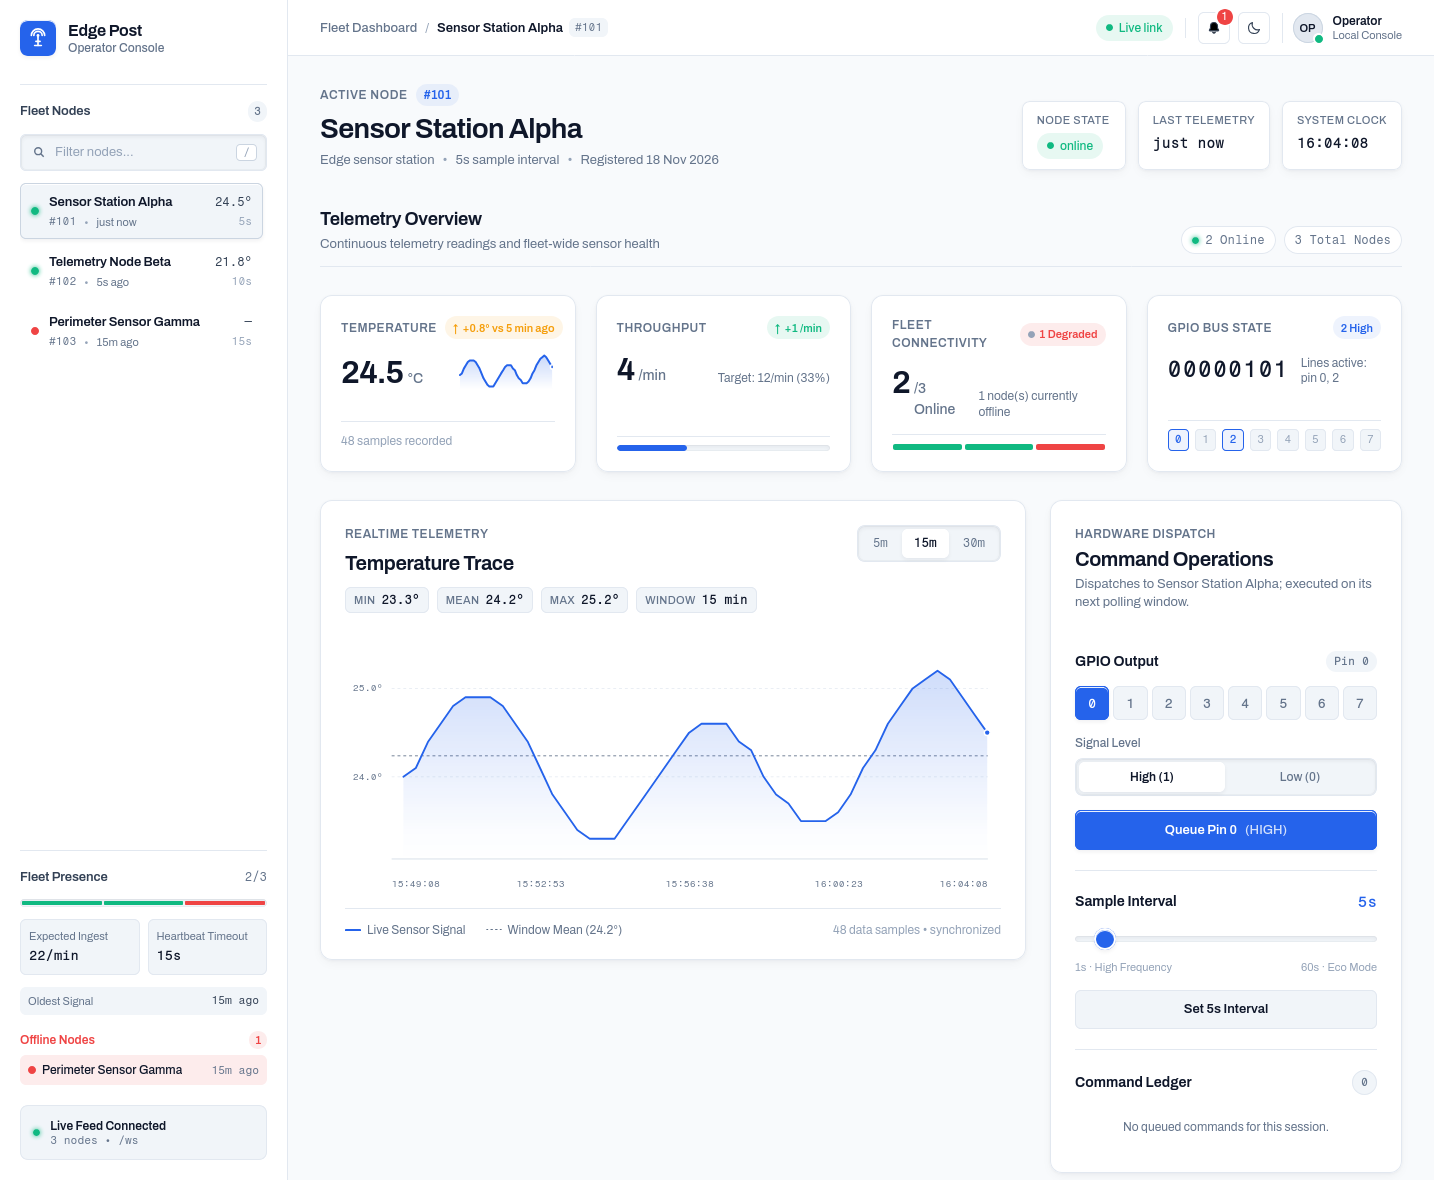 Edge Post
Operator Console
Fleet Nodes
3
Filter nodes...
/
Sensor Station Alpha
24.5°
#101 • just now
5s
Telemetry Node Beta
21.8°
#102 • 5s ago
10s
Perimeter Sensor Gamma
—
#103 • 15m ago
15s
Fleet Presence
2/3
Expected Ingest
22/min
Heartbeat Timeout
15s
Oldest Signal
15m ago
Offline Nodes
1
Perimeter Sensor Gamma
15m ago
Live Feed Connected
3 nodes • /ws
Fleet Dashboard / Sensor Station Alpha #101
Live link
1
OP
Operator
Local Console
ACTIVE NODE #101
Sensor Station Alpha
Edge sensor station • 5s sample interval • Registered 18 Nov 2026
NODE STATE
online
LAST TELEMETRY
just now
SYSTEM CLOCK
16:04:08
Telemetry Overview
Continuous telemetry readings and fleet-wide sensor health
2 Online
3 Total Nodes
TEMPERATURE
↑ +0.8° vs 5 min ago
24.5 °C
48 samples recorded
THROUGHPUT
↑ +1 /min
4 /min
Target: 12/min (33%)
FLEET
CONNECTIVITY
1 Degraded
2 /3
Online
1 node(s) currently
offline
GPIO BUS STATE
2 High
00000101
Lines active:
pin 0, 2
0 1 2 3 4 5 6 7
REALTIME TELEMETRY
Temperature Trace
5m 15m 30m
MIN 23.3°
MEAN 24.2°
MAX 25.2°
WINDOW 15 min
25.0°
24.0°
15:49:08 15:52:53 15:56:38 16:00:23 16:04:08
Live Sensor Signal
Window Mean (24.2°)
48 data samples • synchronized
HARDWARE DISPATCH
Command Operations
Dispatches to Sensor Station Alpha; executed on its
next polling window.
GPIO Output
Pin 0
0 1 2 3 4 5 6 7
Signal Level
High (1)
Low (0)
Queue Pin 0 (HIGH)
Sample Interval
5s
1s · High Frequency
60s · Eco Mode
Set 5s Interval
Command Ledger
0
No queued commands for this session.